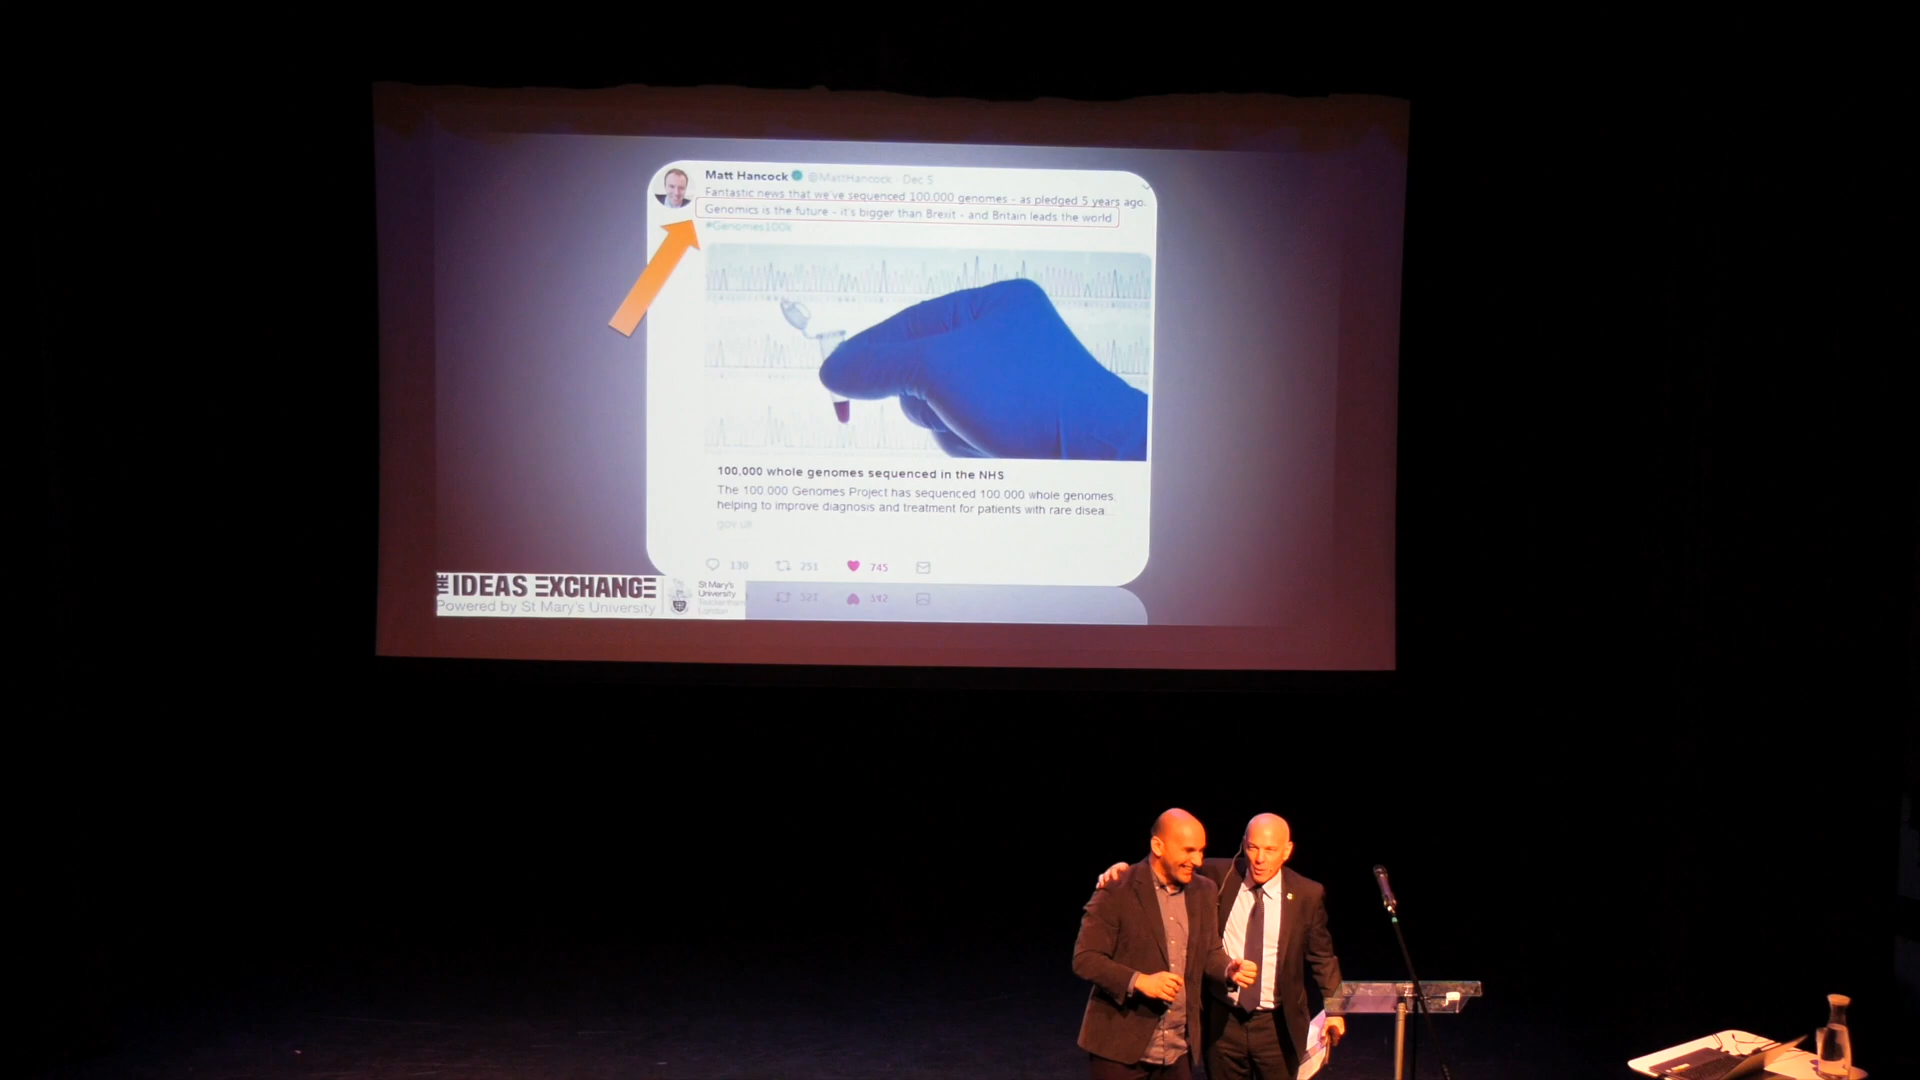 Matt Hancock @MattHancock · Dec 5
Fantastic news that we've sequenced 100,000 genomes - as pledged 5 years ago.
Genomics is the future - it's bigger than Brexit - and Britain leads the world
#Genomes100k
100,000 whole genomes sequenced in the NHS
The 100,000 Genomes Project has sequenced 100,000 whole genomes,
helping to improve diagnosis and treatment for patients with rare disea...
gov.uk
130 251 745
THE IDEAS EXCHANGE
Powered by St Mary's University
St Mary's
University
Twickenham
London